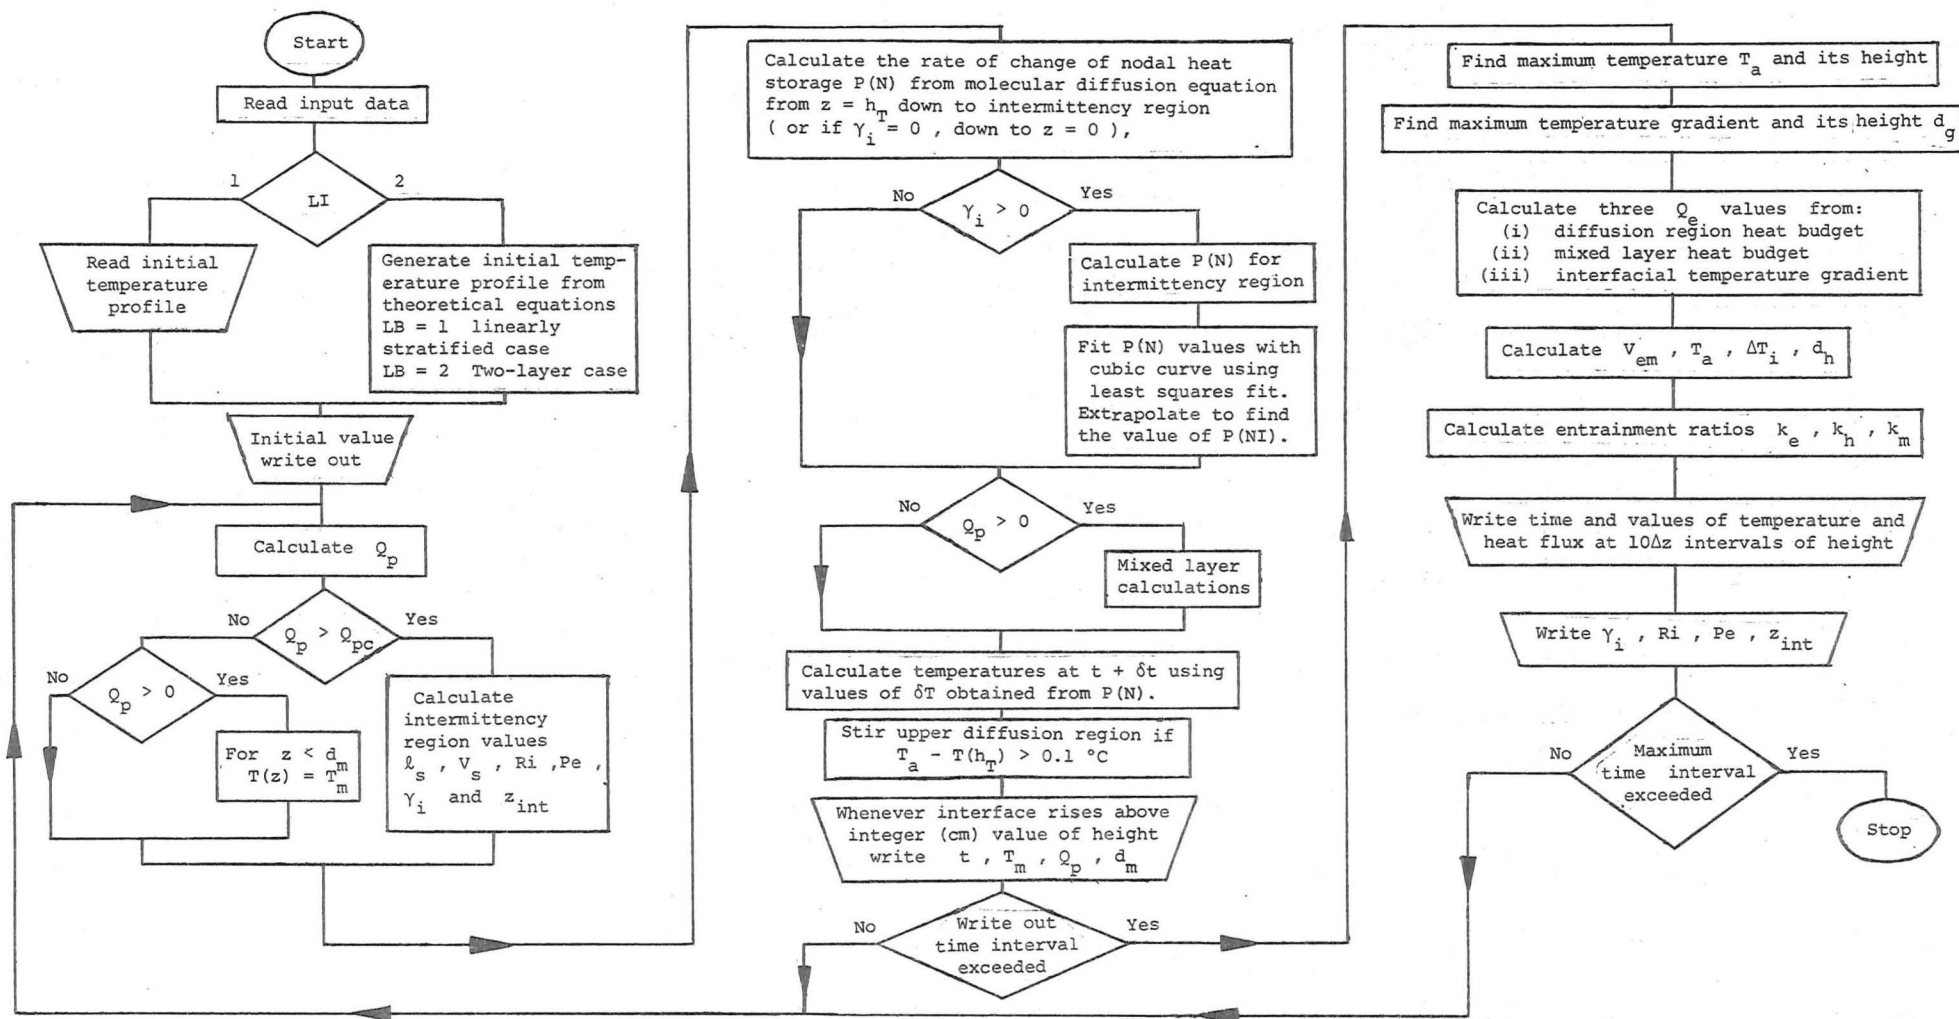 Start
Read input data
1
2
LI
Read initial
temperature
profile
Generate initial temp-
erature profile from
theoretical equations
LB = 1 linearly
stratified case
LB = 2 Two-layer case
Initial value
write out
Calculate Q_p
No
Yes
Q_p > Q_pc
No
Yes
Q_p > 0
For z < d_m
T(z) = T_m
Calculate
intermittency
region values
ℓ_s , V_s , Ri ,Pe ,
γ_i and z_int
Calculate the rate of change of nodal heat
storage P(N) from molecular diffusion equation
from z = h_T down to intermittency region
( or if γ_i = 0 , down to z = 0 ),
No
Yes
γ_i > 0
Calculate P(N) for
intermittency region
Fit P(N) values with
cubic curve using
least squares fit.
Extrapolate to find
the value of P(NI).
No
Yes
Q_p > 0
Mixed layer
calculations
Calculate temperatures at t + δt using
values of δT obtained from P(N).
Stir upper diffusion region if
T_a - T(h_T) > 0.1 °C
Whenever interface rises above
integer (cm) value of height
write t , T_m , Q_p , d_m
No
Yes
Write out
time interval
exceeded
Find maximum temperature T_a and its height
Find maximum temperature gradient and its height d_g
Calculate three Q_e values from:
(i) diffusion region heat budget
(ii) mixed layer heat budget
(iii) interfacial temperature gradient
Calculate V_em , T_a , ΔT_i , d_h
Calculate entrainment ratios k_e , k_h , k_m
Write time and values of temperature and
heat flux at 10Δz intervals of height
Write γ_i , Ri , Pe , z_int
No
Yes
Maximum
time interval
exceeded
Stop